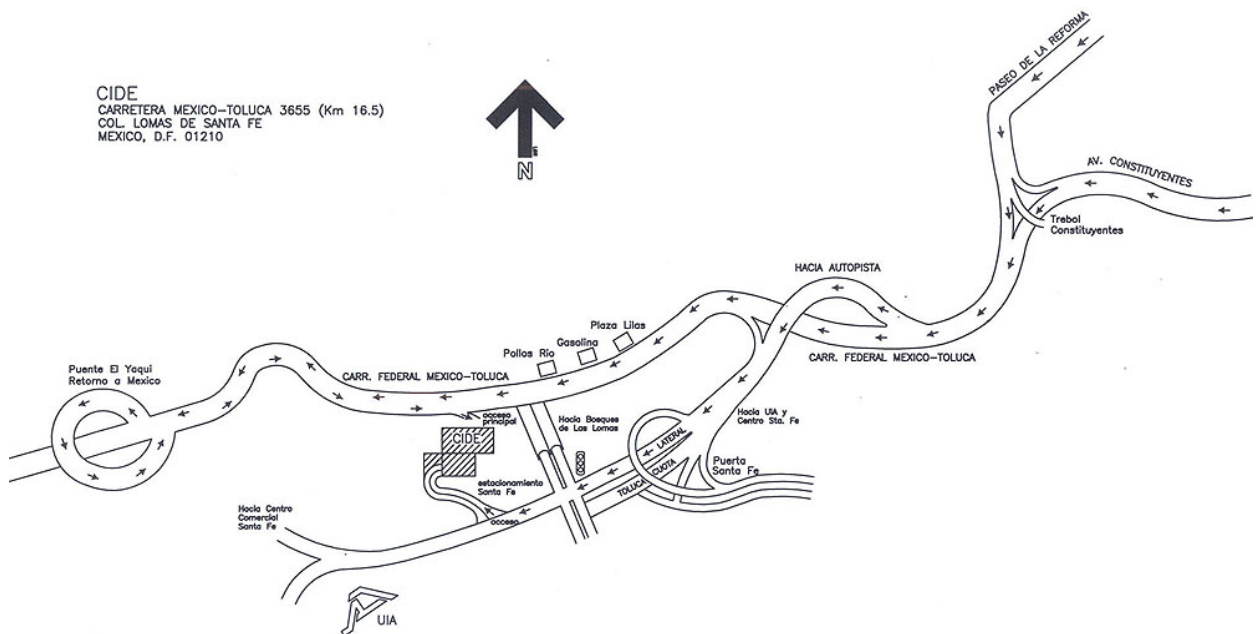 CIDE
CARRETERA MEXICO-TOLUCA 3655 (Km 16.5)
COL. LOMAS DE SANTA FE
MEXICO, D.F. 01210
N
PASEO DE LA REFORMA
AV. CONSTITUYENTES
Trebol
Constituyentes
HACIA AUTOPISTA
CARR. FEDERAL MEXICO-TOLUCA
Plaza Lilas
Gasolina
Pollos Rio
CARR. FEDERAL MEXICO-TOLUCA
Puente El Yaqui
Retorno a Mexico
acceso
principal
CIDE
Hacia Bosques
de Las Lomas
Hacia UIA y
Centro Sta. Fe
LATERAL
TOLUCA CUOTA
Puerta
Santa Fe
estacionamiento
Santa Fe
acceso
Hacia Centro
Comercial
Santa Fe
UIA